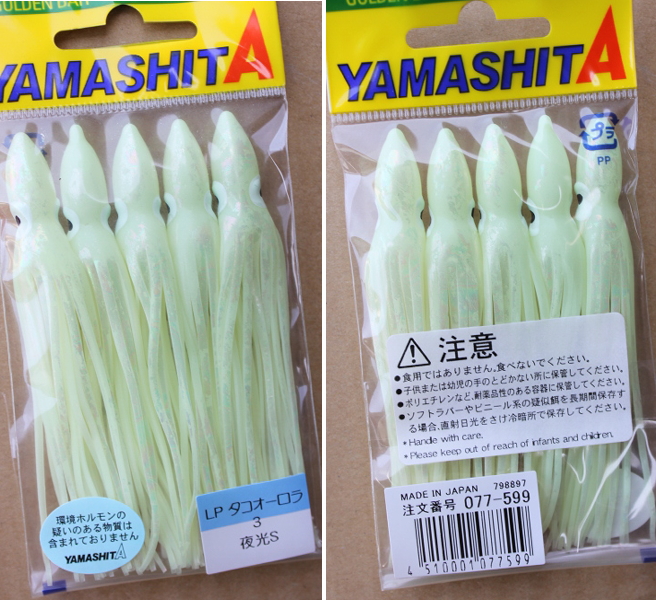 GOLDEN BAIT
YAMASHITA
環境ホルモンの
疑いのある物質は
含まれておりません
YAMASHITA
LP タコオーロラ
3
夜光S
YAMASHITA
プラ
PP
注意
●食用ではありません。食べないでください。
●子供または幼児の手のとどかない所に保管してください。
●ポリエチレンなど、耐薬品性のある容器に保管してください。
●ソフトラバーやビニール系の疑似餌を長期間保存す
る場合、直射日光をさけ冷暗所で保存してください。
*Handle with care.
*Please keep out of reach of infants and children.
MADE IN JAPAN 798897
注文番号 077-599
4 510001 077599